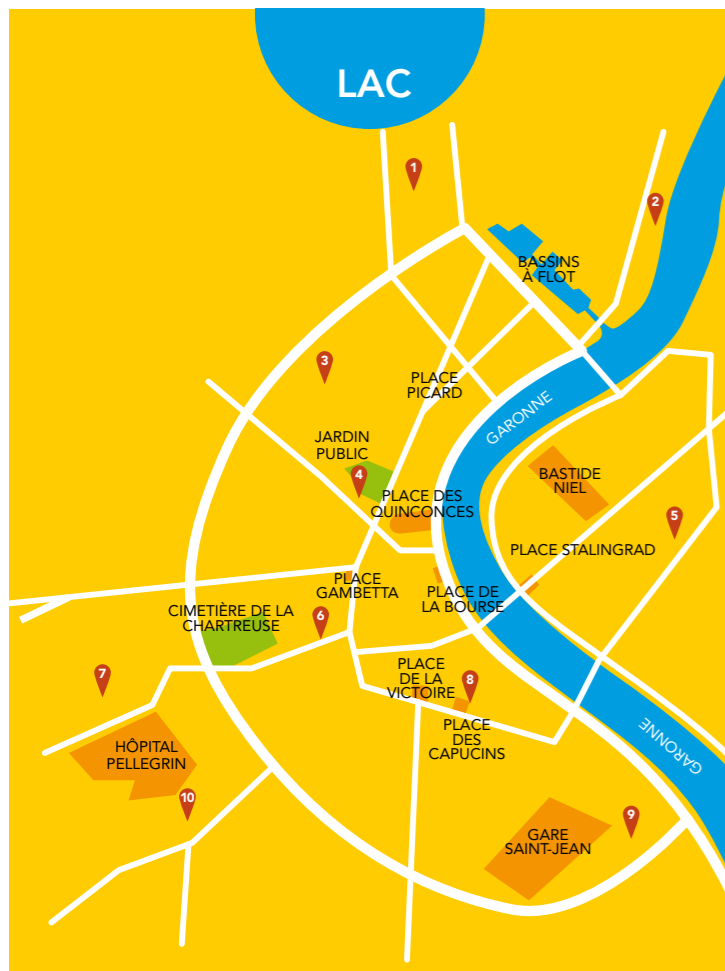 LAC
1
2
BASSINS
À FLOT
3
PLACE
PICARD
GARONNE
JARDIN
PUBLIC
4
PLACE DES
QUINCONCES
BASTIDE
NIEL
5
PLACE STALINGRAD
PLACE
GAMBETTA
PLACE DE
LA BOURSE
CIMETIÈRE DE LA
CHARTREUSE
6
7
PLACE
DE LA
VICTOIRE
8
PLACE
DES
CAPUCINS
GARONNE
HÔPITAL
PELLEGRIN
10
9
GARE
SAINT-JEAN